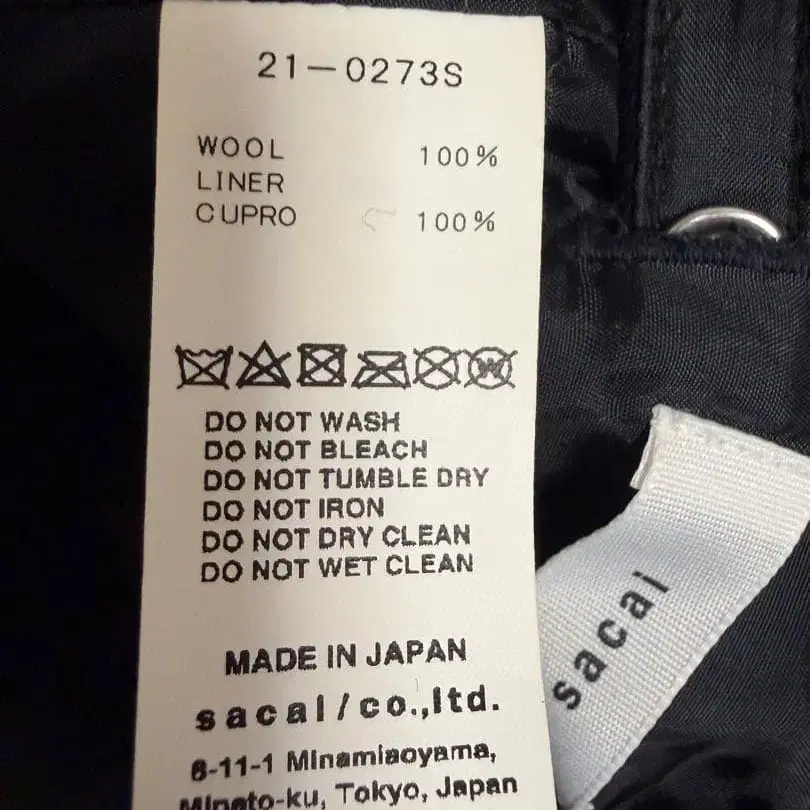 21-0273S
WOOL 100%
LINER
CUPRO 100%
W
DO NOT WASH
DO NOT BLEACH
DO NOT TUMBLE DRY
DO NOT IRON
DO NOT DRY CLEAN
DO NOT WET CLEAN
MADE IN JAPAN
sacai/co.,ltd.
6-11-1 Minamiaoyama,
Minato-ku, Tokyo, Japan
sacai